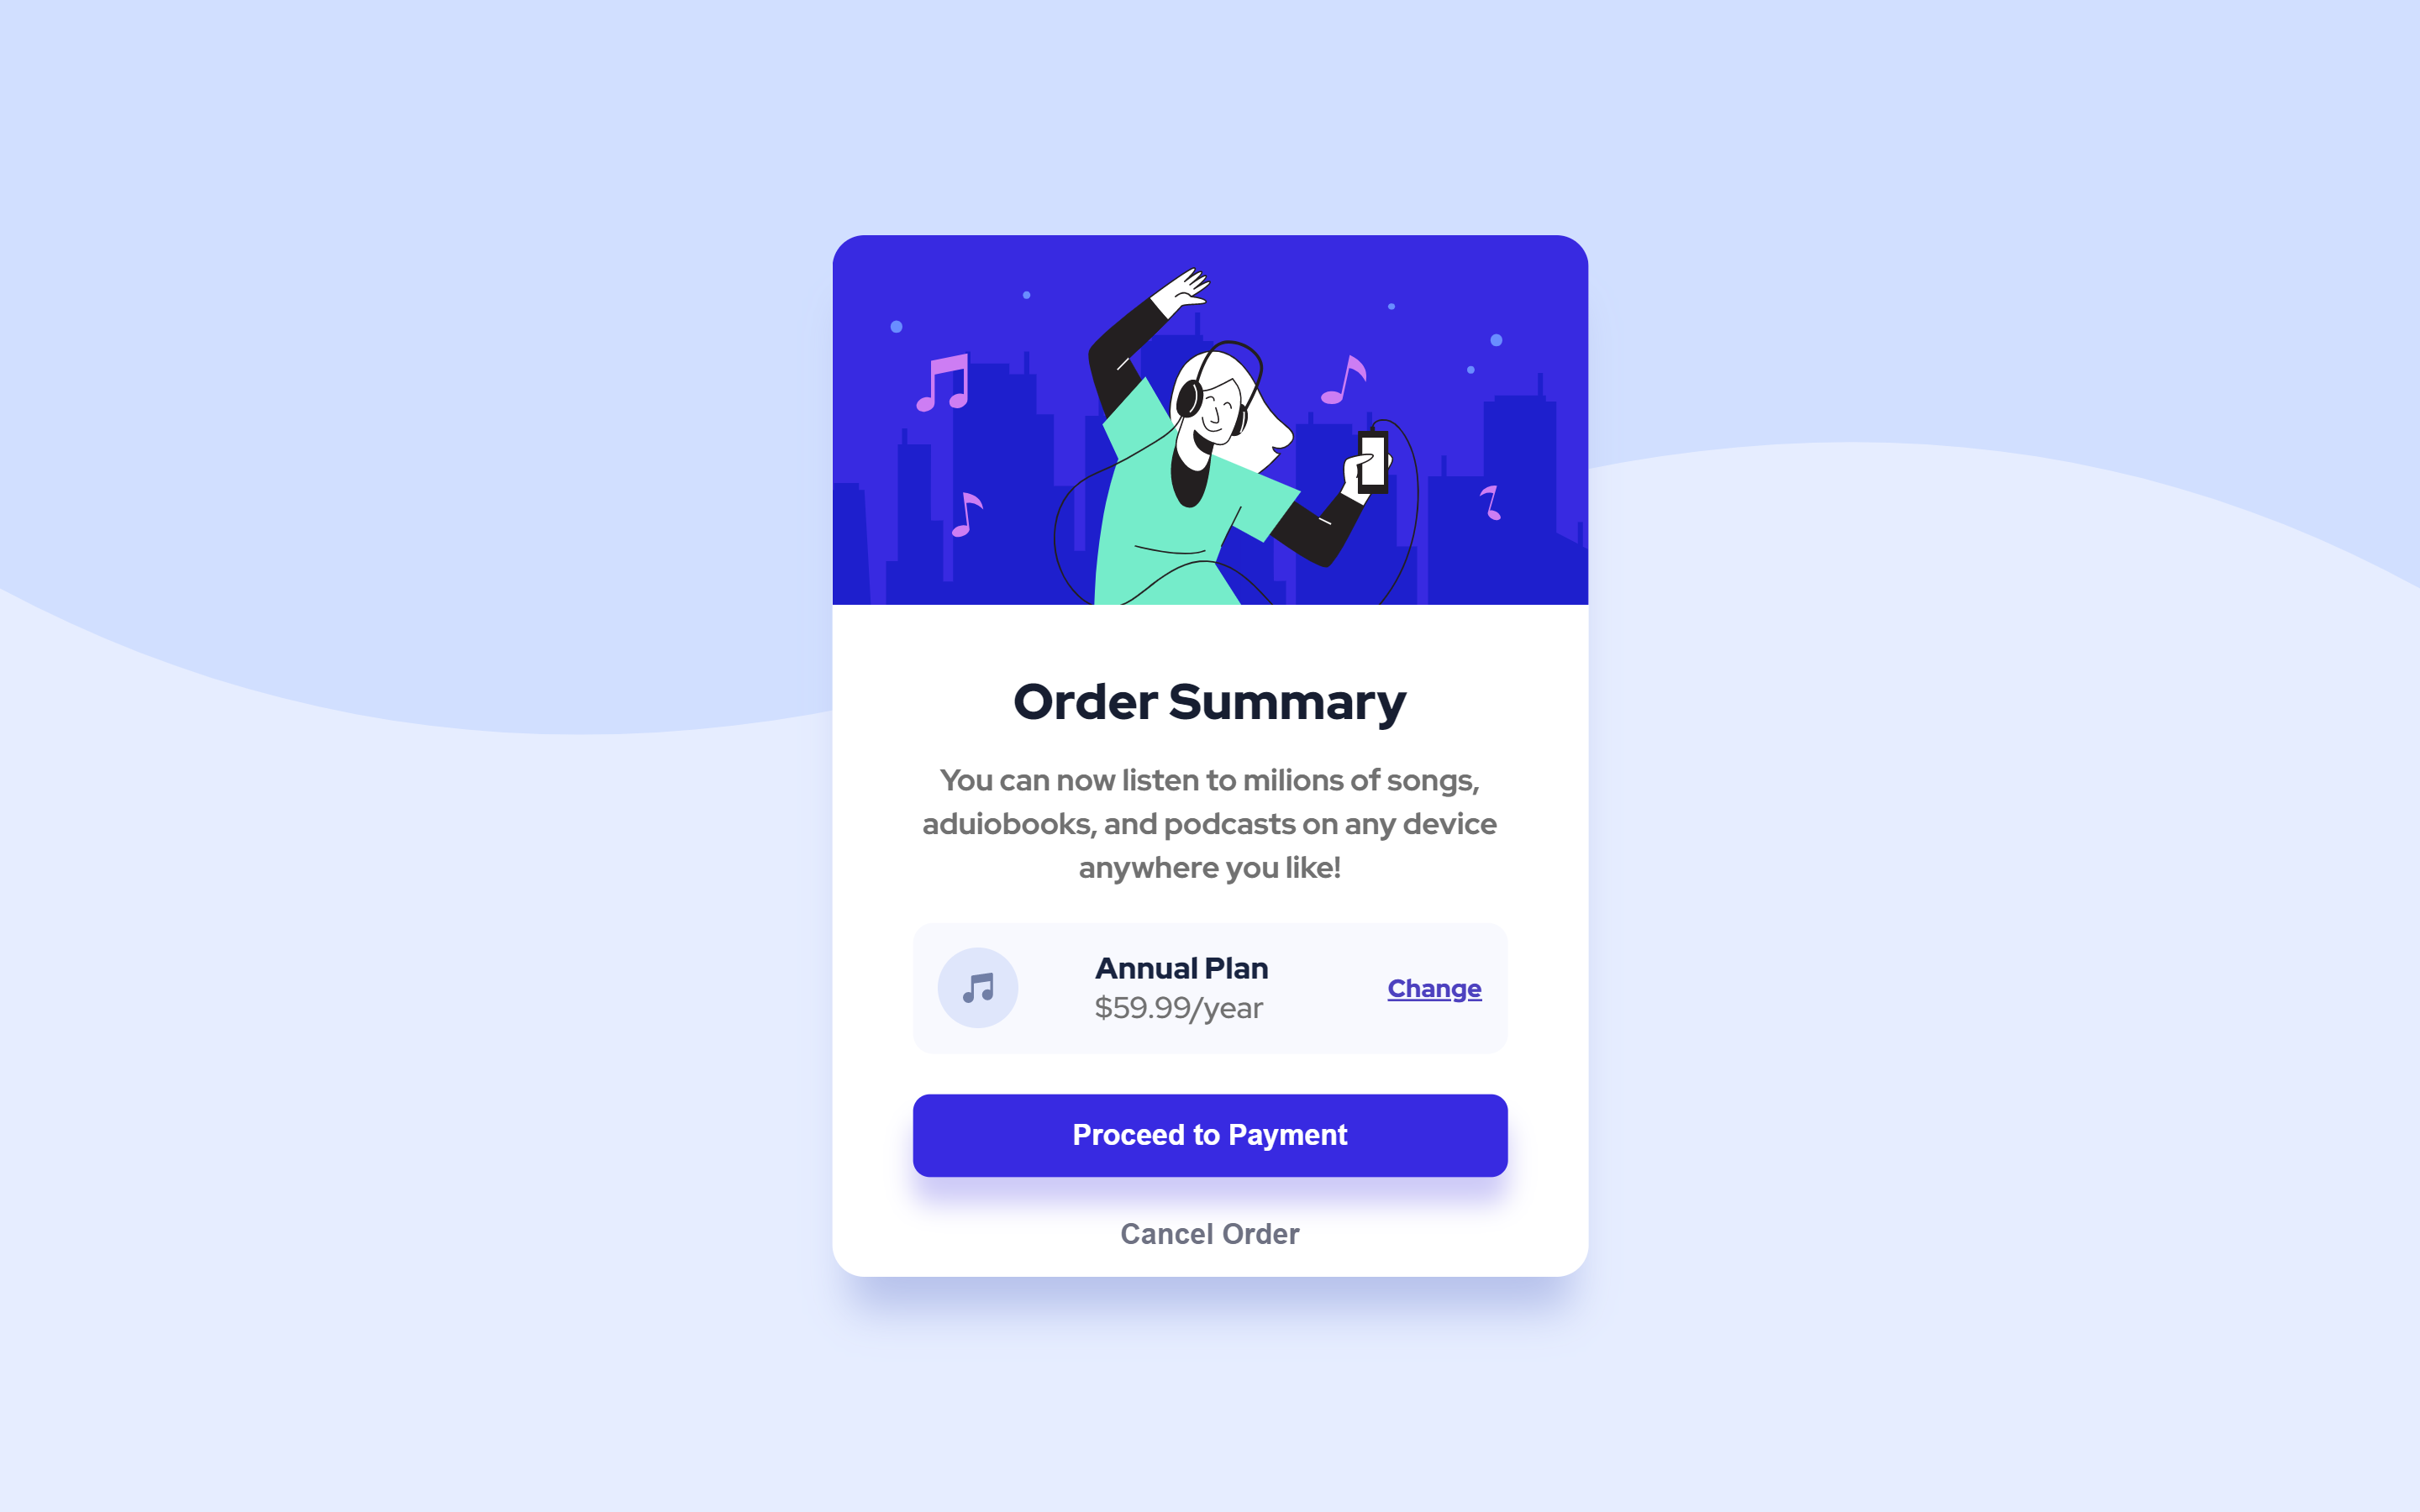 Order Summary
You can now listen to milions of songs,
aduiobooks, and podcasts on any device
anywhere you like!
Annual Plan
$59.99/year
Change
Proceed to Payment
Cancel Order